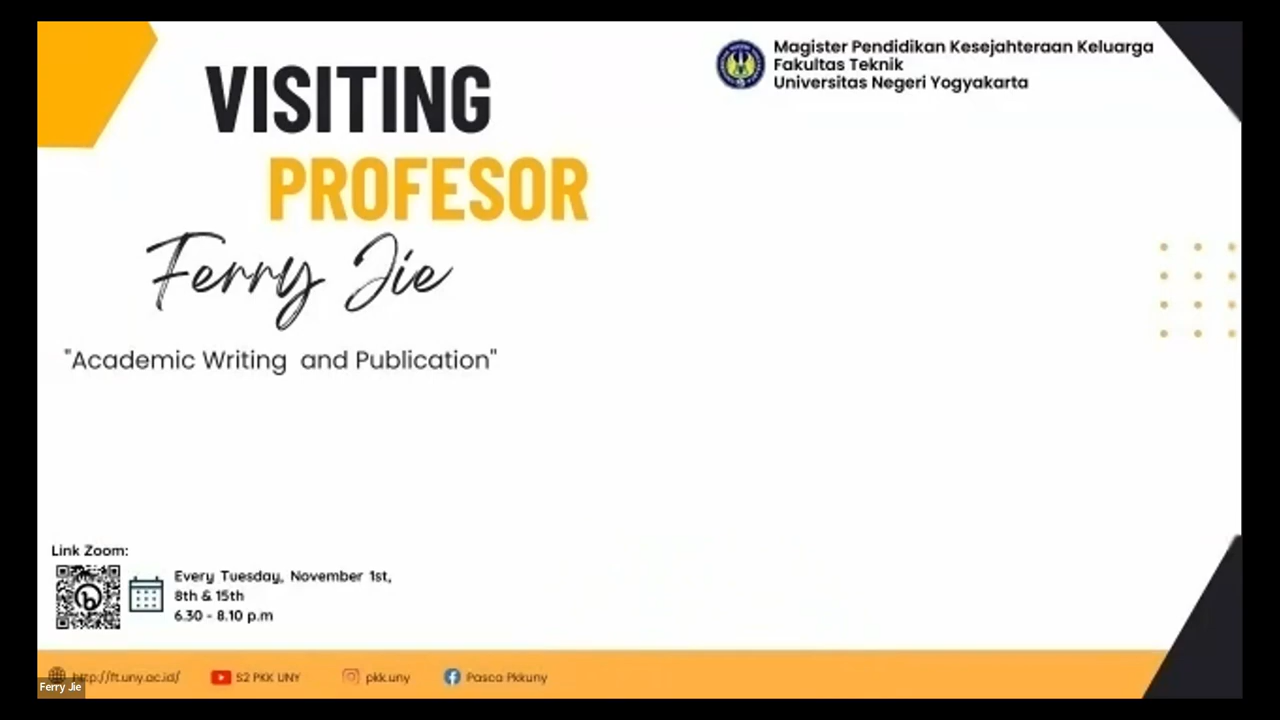 VISITING
PROFESOR
Ferry Jie
"Academic Writing and Publication"
Magister Pendidikan Kesejahteraan Keluarga
Fakultas Teknik
Universitas Negeri Yogyakarta
Link Zoom:
Every Tuesday, November 1st,
8th & 15th
6.30 - 8.10 p.m
http://ft.uny.ac.id/ S2 PKK UNY pkk.uny Pasca Pkkuny
Ferry Jie